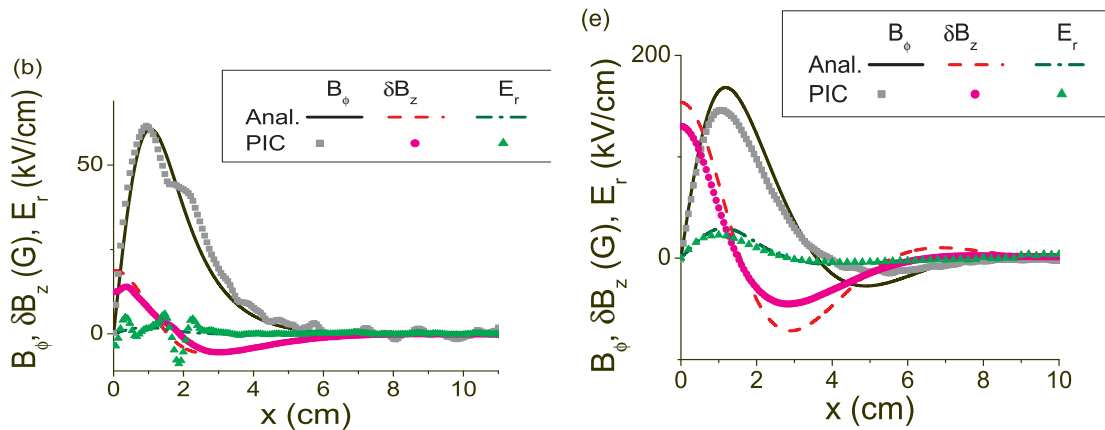 (b)
B_ϕ δB_z E_r
Anal.
PIC
B_ϕ, δB_z (G), E_r (kV/cm)
50
0
0 2 4 6 8 10
x (cm)
(e)
B_ϕ δB_z E_r
Anal.
PIC
B_ϕ, δB_z (G), E_r (kV/cm)
200
0
0 2 4 6 8 10
x (cm)